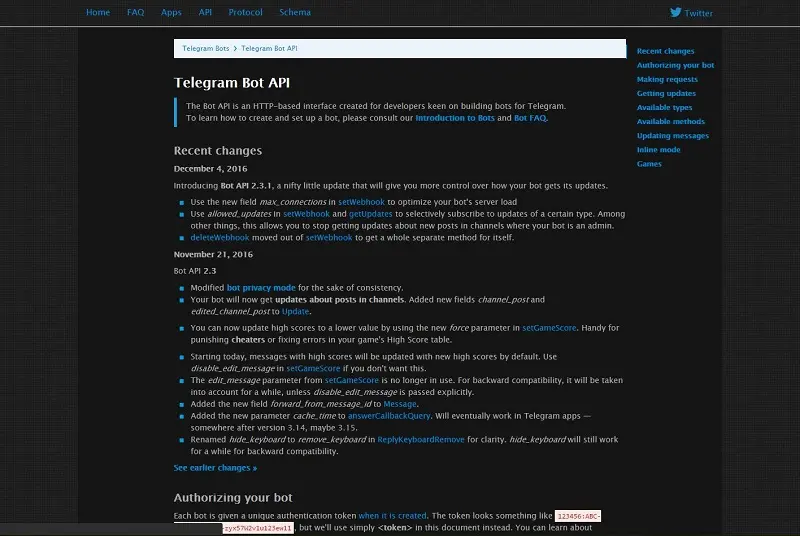 Home FAQ Apps API Protocol Schema Twitter
Telegram Bots > Telegram Bot API
Recent changes
Authorizing your bot
Making requests
Getting updates
Available types
Available methods
Updating messages
Inline mode
Games
Telegram Bot API
The Bot API is an HTTP-based interface created for developers keen on building bots for Telegram.
To learn how to create and set up a bot, please consult our Introduction to Bots and Bot FAQ.
Recent changes
December 4, 2016
Introducing Bot API 2.3.1, a nifty little update that will give you more control over how your bot gets its updates.
Use the new field max_connections in setWebhook to optimize your bot's server load
Use allowed_updates in setWebhook and getUpdates to selectively subscribe to updates of a certain type. Among
other things, this allows you to stop getting updates about new posts in channels where your bot is an admin.
deleteWebhook moved out of setWebhook to get a whole separate method for itself.
November 21, 2016
Bot API 2.3
Modified bot privacy mode for the sake of consistency.
Your bot will now get updates about posts in channels. Added new fields channel_post and
edited_channel_post to Update.
You can now update high scores to a lower value by using the new force parameter in setGameScore. Handy for
punishing cheaters or fixing errors in your game's High Score table.
Starting today, messages with high scores will be updated with new high scores by default. Use
disable_edit_message in setGameScore if you don't want this.
The edit_message parameter from setGameScore is no longer in use. For backward compatibility, it will be taken
into account for a while, unless disable_edit_message is passed explicitly.
Added the new field forward_from_message_id to Message.
Added the new parameter cache_time to answerCallbackQuery. Will eventually work in Telegram apps —
somewhere after version 3.14, maybe 3.15.
Renamed hide_keyboard to remove_keyboard in ReplyKeyboardRemove for clarity. hide_keyboard will still work
for a while for backward compatibility.
See earlier changes »
Authorizing your bot
Each bot is given a unique authentication token when it is created. The token looks something like 123456:ABC-
-zyx57W2v1u123ew11, but we'll use simply <token> in this document instead. You can learn about